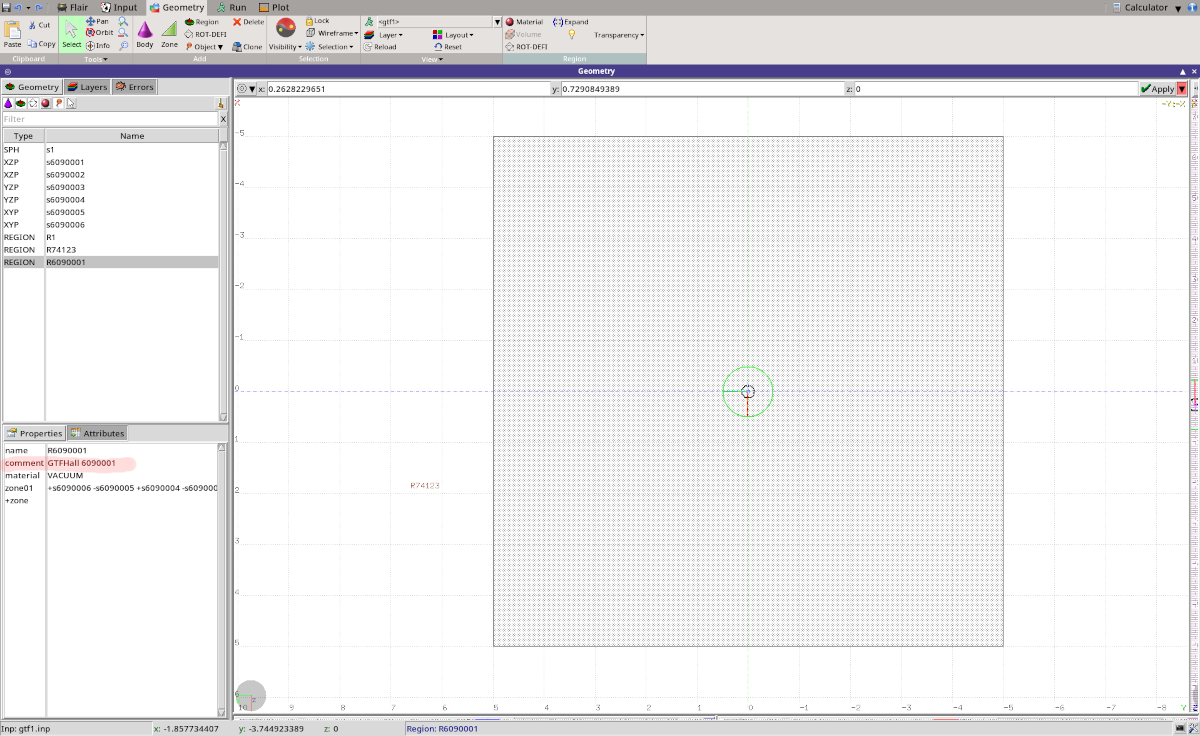 Flair Input Geometry Run Plot Calculator
Paste Cut Copy Select Pan Orbit Info Body Zone Region ROT-DEFI Object Delete Clone Visibility Lock Wireframe Selection <gtf1> Layer Layout Reload Reset Material Expand Volume ROT-DEFI Transparency
Clipboard Tools Add Selection View Region
Geometry
Geometry Layers Errors
x: 0.2628229651 y: 0.7290849389 z: 0 Apply
Filter x
Type Name
SPH s1
XZP s6090001
XZP s6090002
YZP s6090003
YZP s6090004
XYP s6090005
XYP s6090006
REGION R1
REGION R74123
REGION R6090001
Properties Attributes
name R6090001
comment GTFHall 6090001
material VACUUM
zone01 +s6090006 -s6090005 +s6090004 -s609000
+zone
X
-Y:-X
-5
-4
-3
-2
-1
0
1
2
3
4
5
6
R74123
10 9 8 7 6 5 4 3 2 1 0 -1 -2 -3 -4 -5 -6 -7 -8 Y
Inp: gtf1.inp x: -1.857734407 y: -3.744923389 z: 0 Region: R6090001